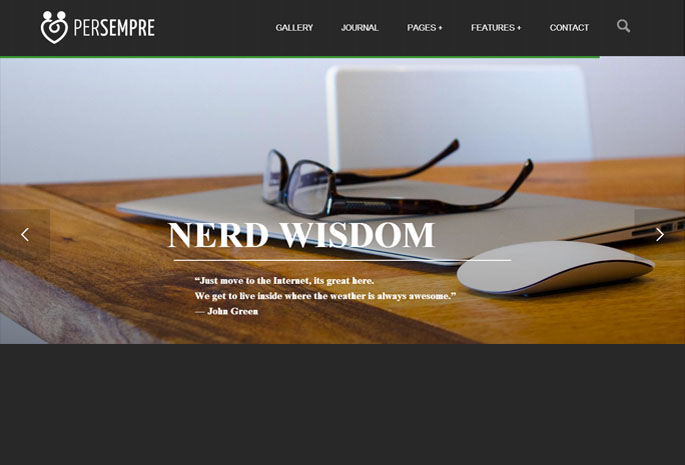 PERSEMPRE
GALLERY
JOURNAL
PAGES +
FEATURES +
CONTACT
NERD WISDOM
“Just move to the Internet, its great here.
We get to live inside where the weather is always awesome.”
— John Green